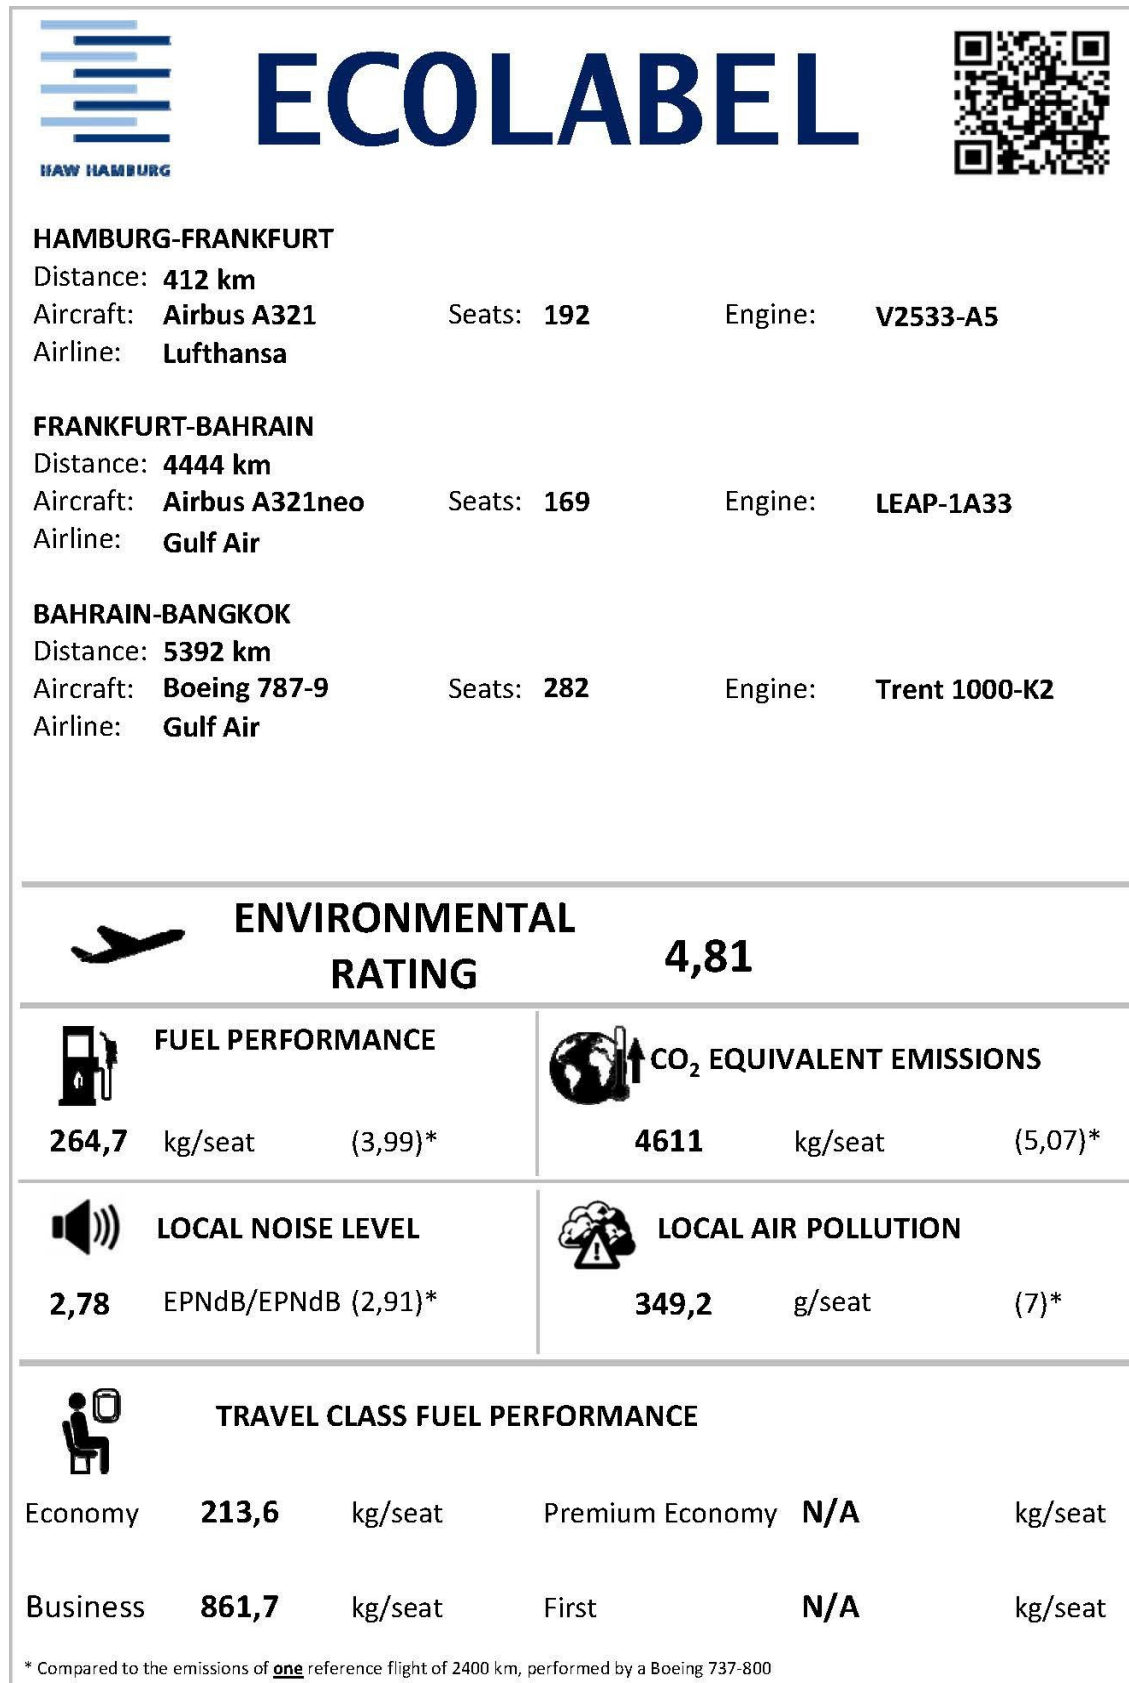 HAW HAMBURG
ECOLABEL
HAMBURG-FRANKFURT
Distance: 412 km
Aircraft: Airbus A321 Seats: 192 Engine: V2533-A5
Airline: Lufthansa
FRANKFURT-BAHRAIN
Distance: 4444 km
Aircraft: Airbus A321neo Seats: 169 Engine: LEAP-1A33
Airline: Gulf Air
BAHRAIN-BANGKOK
Distance: 5392 km
Aircraft: Boeing 787-9 Seats: 282 Engine: Trent 1000-K2
Airline: Gulf Air
ENVIRONMENTAL
RATING
4,81
FUEL PERFORMANCE
264,7 kg/seat (3,99)*
CO₂ EQUIVALENT EMISSIONS
4611 kg/seat (5,07)*
LOCAL NOISE LEVEL
2,78 EPNdB/EPNdB (2,91)*
LOCAL AIR POLLUTION
349,2 g/seat (7)*
TRAVEL CLASS FUEL PERFORMANCE
Economy 213,6 kg/seat Premium Economy N/A kg/seat
Business 861,7 kg/seat First N/A kg/seat
* Compared to the emissions of one reference flight of 2400 km, performed by a Boeing 737-800